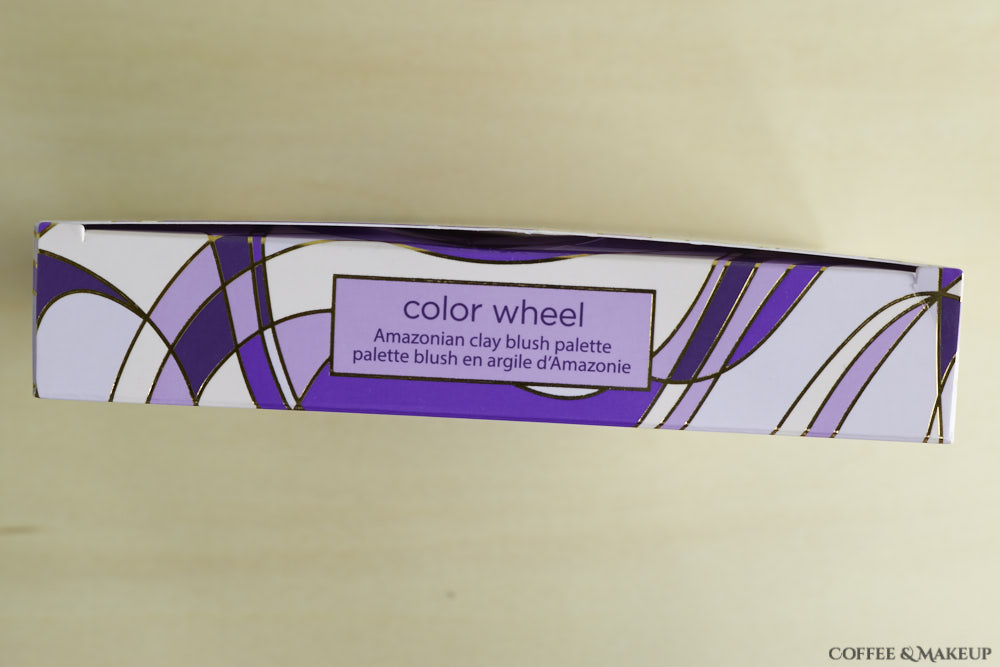 color wheel
Amazonian clay blush palette
palette blush en argile d'Amazonie
COFFEE & MAKEUP